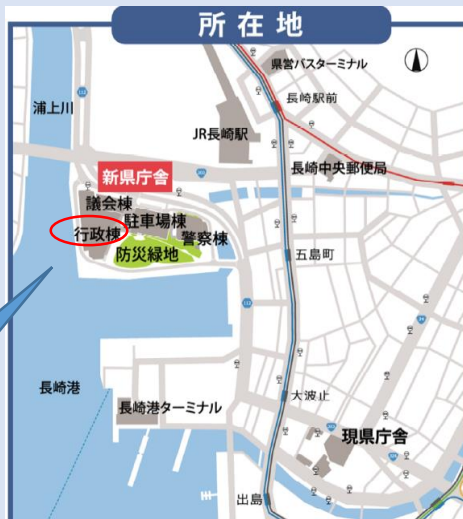 所在地
県営バスターミナル
長崎駅前
浦上川
JR長崎駅
長崎中央郵便局
新県庁舎
議会棟
駐車場棟
行政棟
警察棟
防災緑地
五島町
長崎港
大波止
長崎港ターミナル
現県庁舎
出島